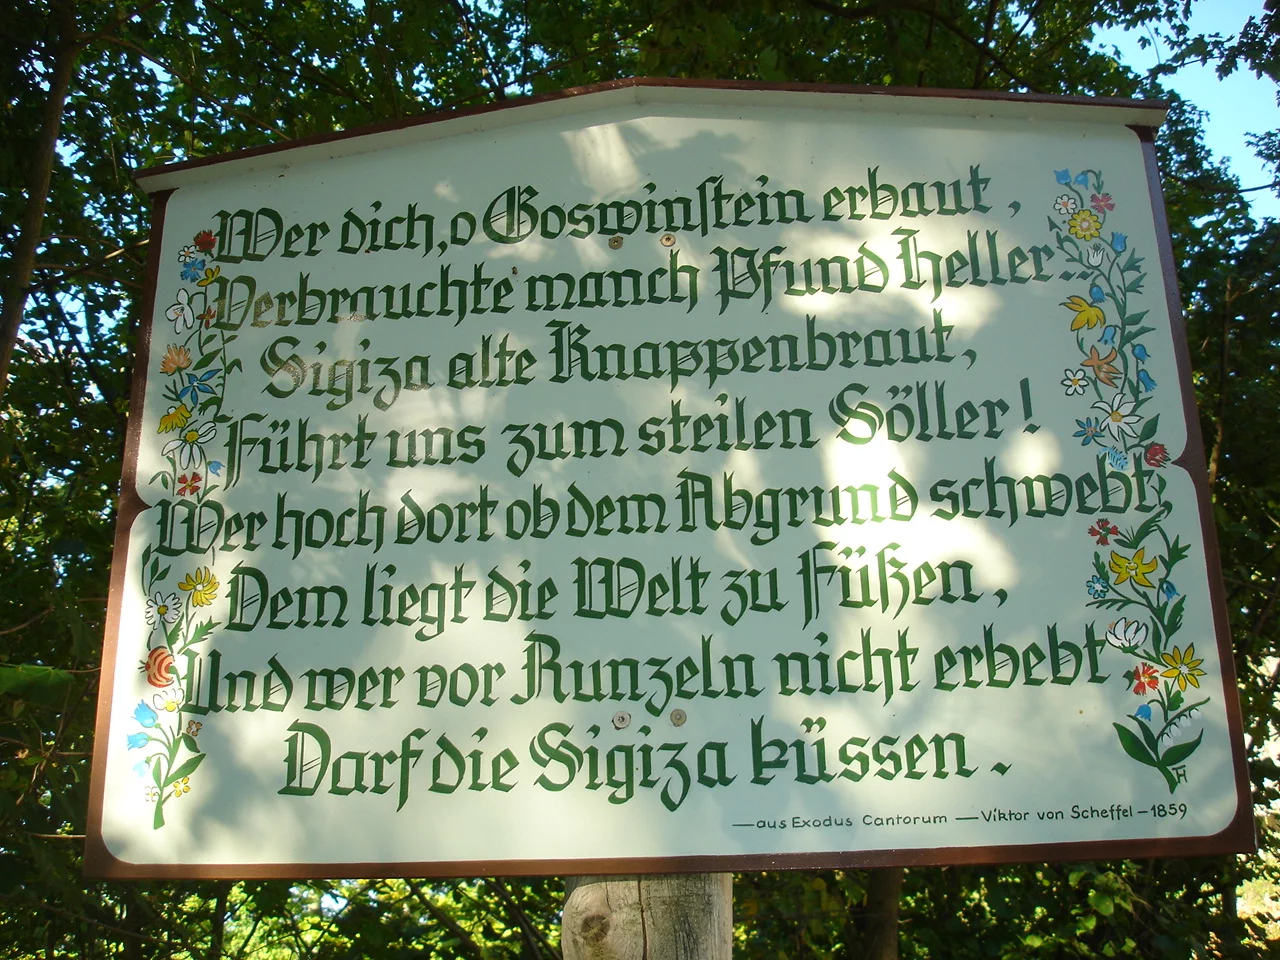 Wer dich, o Goswinstein erbaut,
Verbrauchte manch Pfund Heller...
Sigiza alte Knappenbraut,
Führt uns zum steilen Söller!
Wer hoch dort ob dem Abgrund schwebt,
Dem liegt die Welt zu Füßen,
Und wer vor Runzeln nicht erbebt,
Darf die Sigiza küssen.
—aus Exodus Cantorum —Viktor von Scheffel – 1859